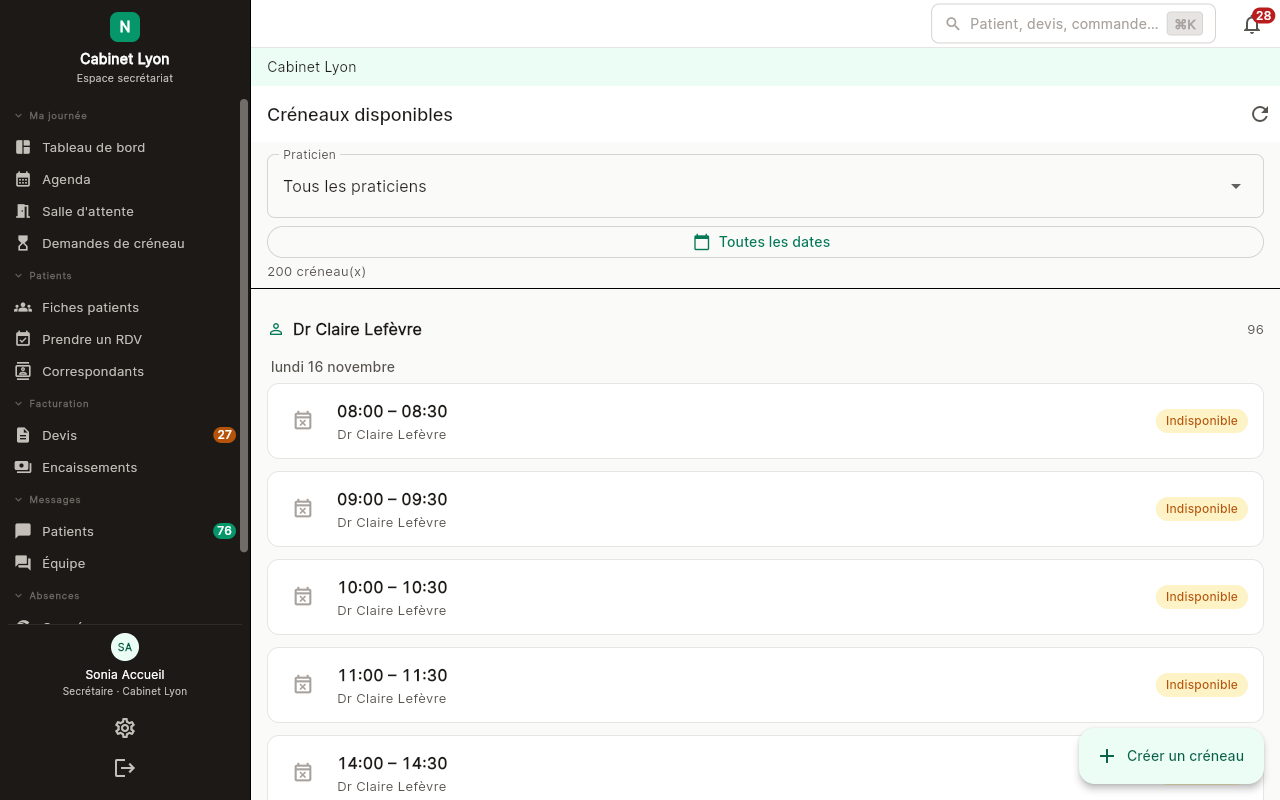 N
Cabinet Lyon
Espace secrétariat
Ma journée
Tableau de bord
Agenda
Salle d'attente
Demandes de créneau
Patients
Fiches patients
Prendre un RDV
Correspondants
Facturation
Devis 27
Encaissements
Messages
Patients 76
Équipe
Absences
SA
Sonia Accueil
Secrétaire · Cabinet Lyon
Patient, devis, commande... ⌘K
28
Cabinet Lyon
Créneaux disponibles
Praticien
Tous les praticiens
Toutes les dates
200 créneau(x)
Dr Claire Lefèvre 96
lundi 16 novembre
08:00 – 08:30
Dr Claire Lefèvre
Indisponible
09:00 – 09:30
Dr Claire Lefèvre
Indisponible
10:00 – 10:30
Dr Claire Lefèvre
Indisponible
11:00 – 11:30
Dr Claire Lefèvre
Indisponible
14:00 – 14:30
Dr Claire Lefèvre
Créer un créneau